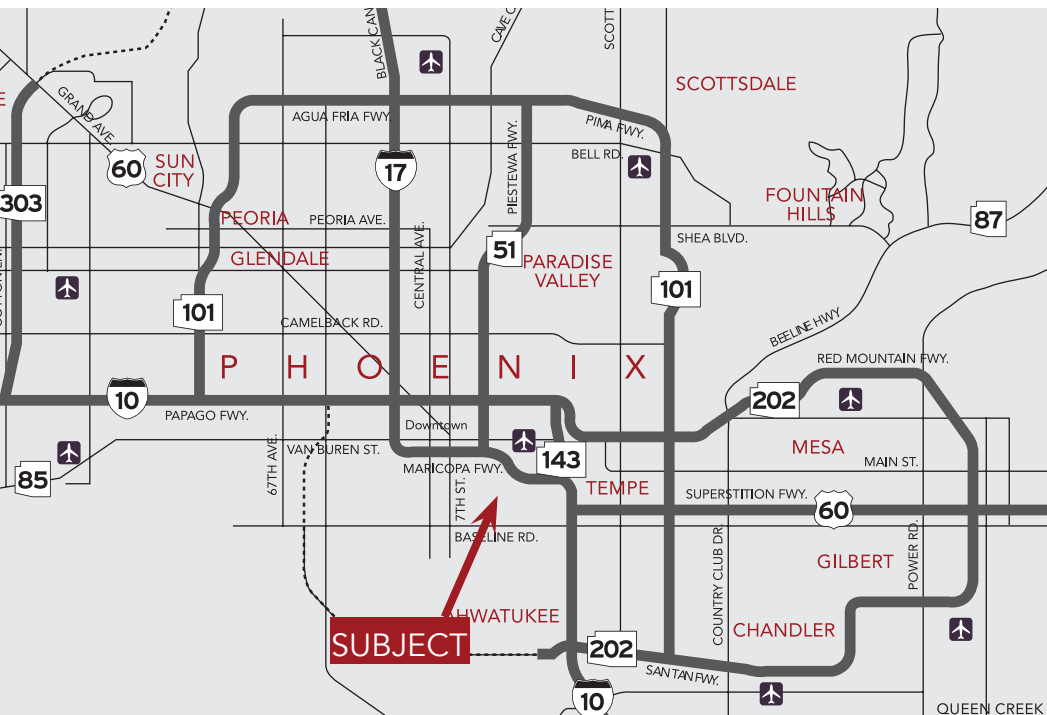 BLACK CAN
CAVE C
SCOTT
SCOTTSDALE
E
GRAND AVE.
AGUA FRIA FWY.
PIMA FWY.
BELL RD.
60
SUN
CITY
17
PIESTEWA FWY.
303
FOUNTAIN
HILLS
87
PEORIA
PEORIA AVE.
CENTRAL AVE.
SHEA BLVD.
GLENDALE
51
PARADISE
VALLEY
101
101
CAMELBACK RD.
BEELINE HWY
PHOENIX
RED MOUNTAIN FWY.
10
202
PAPAGO FWY.
Downtown
67TH AVE.
VAN BUREN ST.
143
MESA
MARICOPA FWY.
MAIN ST.
85
7TH ST.
TEMPE
SUPERSTITION FWY.
60
BASELINE RD.
COUNTRY CLUB DR.
POWER RD.
GILBERT
AHWATUKEE
SUBJECT
CHANDLER
202
SANTAN FWY.
10
QUEEN CREEK